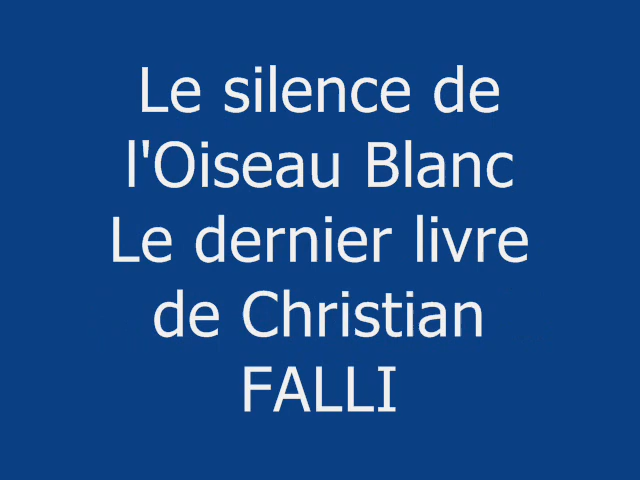 Le silence de
l'Oiseau Blanc
Le dernier livre
de Christian
FALLI